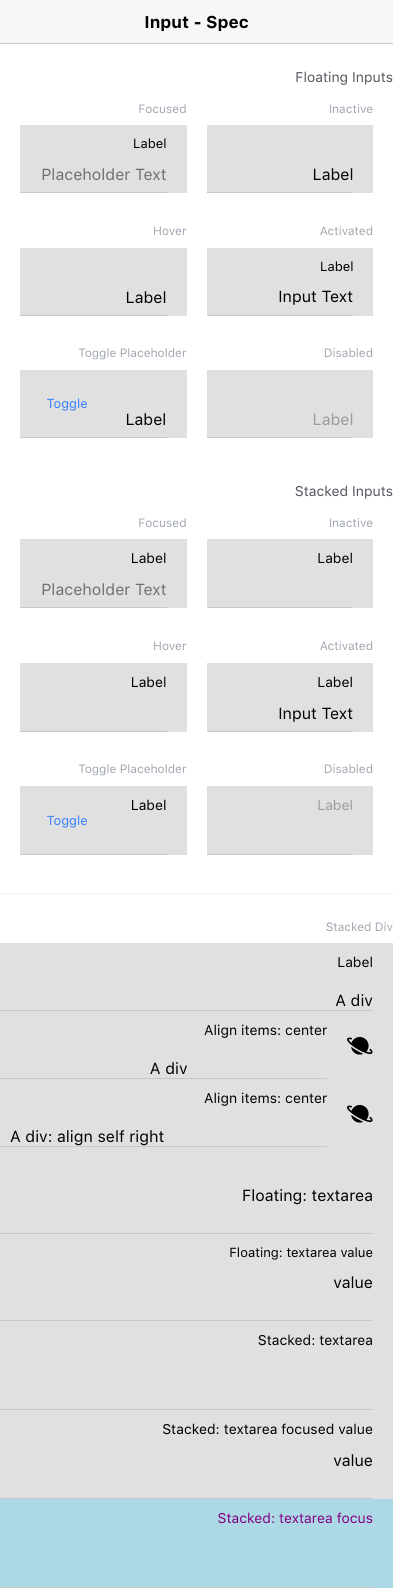 Input - Spec
Floating Inputs
Focused
Inactive
Label
Placeholder Text
Label
Hover
Activated
Label
Label
Input Text
Toggle Placeholder
Disabled
Toggle
Label
Label
Stacked Inputs
Focused
Inactive
Label
Placeholder Text
Label
Hover
Activated
Label
Label
Input Text
Toggle Placeholder
Disabled
Label
Toggle
Label
Stacked Div
Label
A div
Align items: center
A div
Align items: center
A div: align self right
Floating: textarea
Floating: textarea value
value
Stacked: textarea
Stacked: textarea focused value
value
Stacked: textarea focus